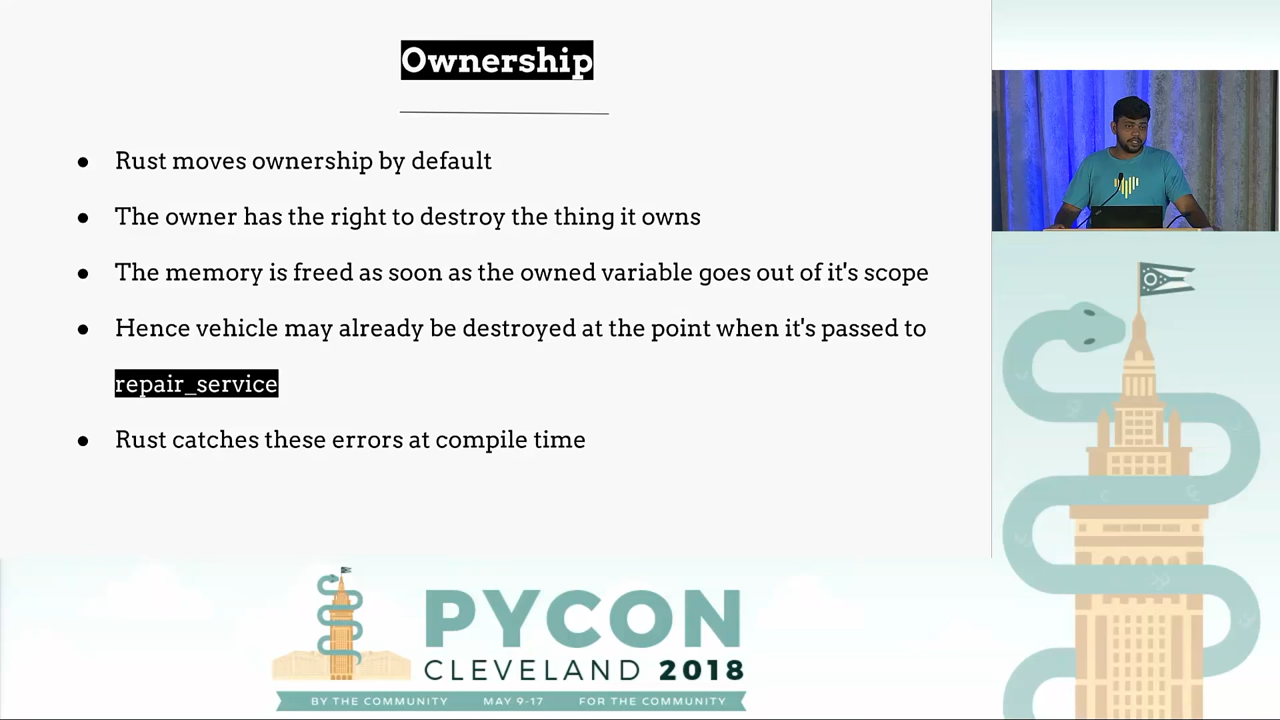 Ownership
● Rust moves ownership by default
● The owner has the right to destroy the thing it owns
● The memory is freed as soon as the owned variable goes out of it's scope
● Hence vehicle may already be destroyed at the point when it's passed to
repair_service
● Rust catches these errors at compile time
PYCON
CLEVELAND 2018
BY THE COMMUNITY MAY 9-17 FOR THE COMMUNITY